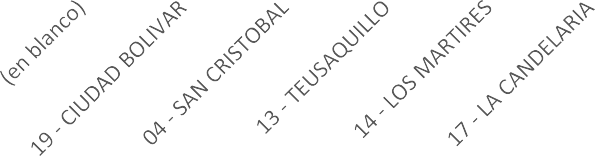 (en blanco)
19 - CIUDAD BOLIVAR
04 - SAN CRISTOBAL
13 - TEUSAQUILLO
14 - LOS MARTIRES
17 - LA CANDELARIA